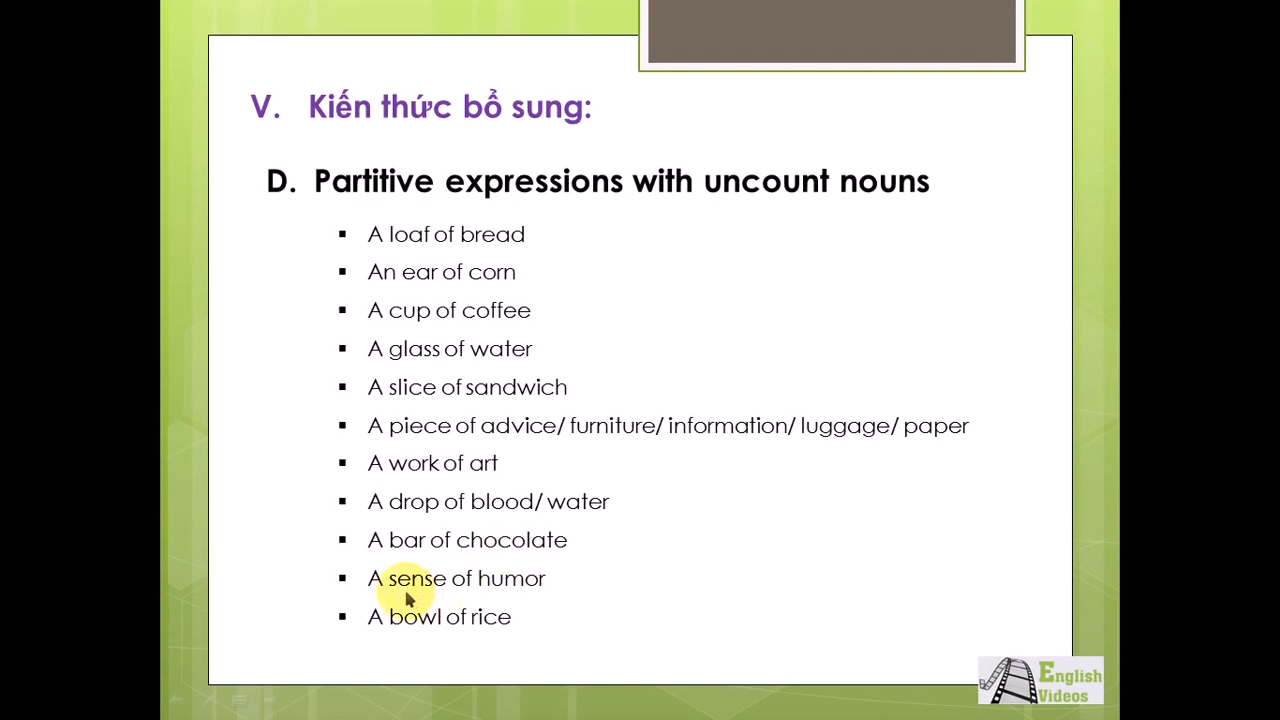 V. Kiến thức bổ sung:
D. Partitive expressions with uncount nouns
▪ A loaf of bread
▪ An ear of corn
▪ A cup of coffee
▪ A glass of water
▪ A slice of sandwich
▪ A piece of advice/ furniture/ information/ luggage/ paper
▪ A work of art
▪ A drop of blood/ water
▪ A bar of chocolate
▪ A sense of humor
▪ A bowl of rice
English
Videos